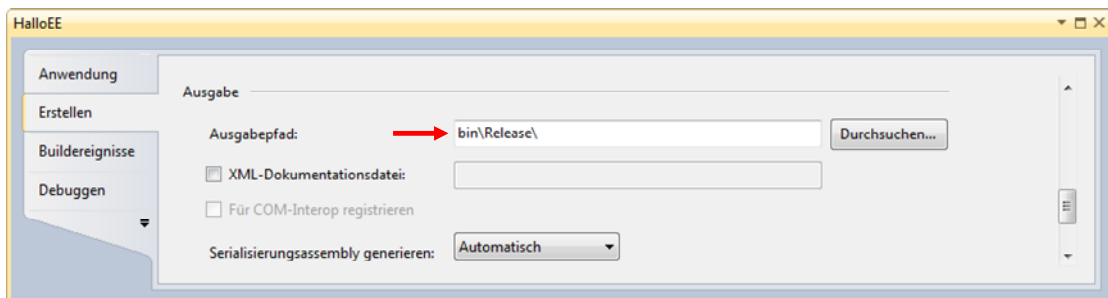 HalloEE
Anwendung
Erstellen
Buildereignisse
Debuggen
Ausgabe
Ausgabepfad: bin\Release\ Durchsuchen...
XML-Dokumentationsdatei:
Für COM-Interop registrieren
Serialisierungsassembly generieren: Automatisch